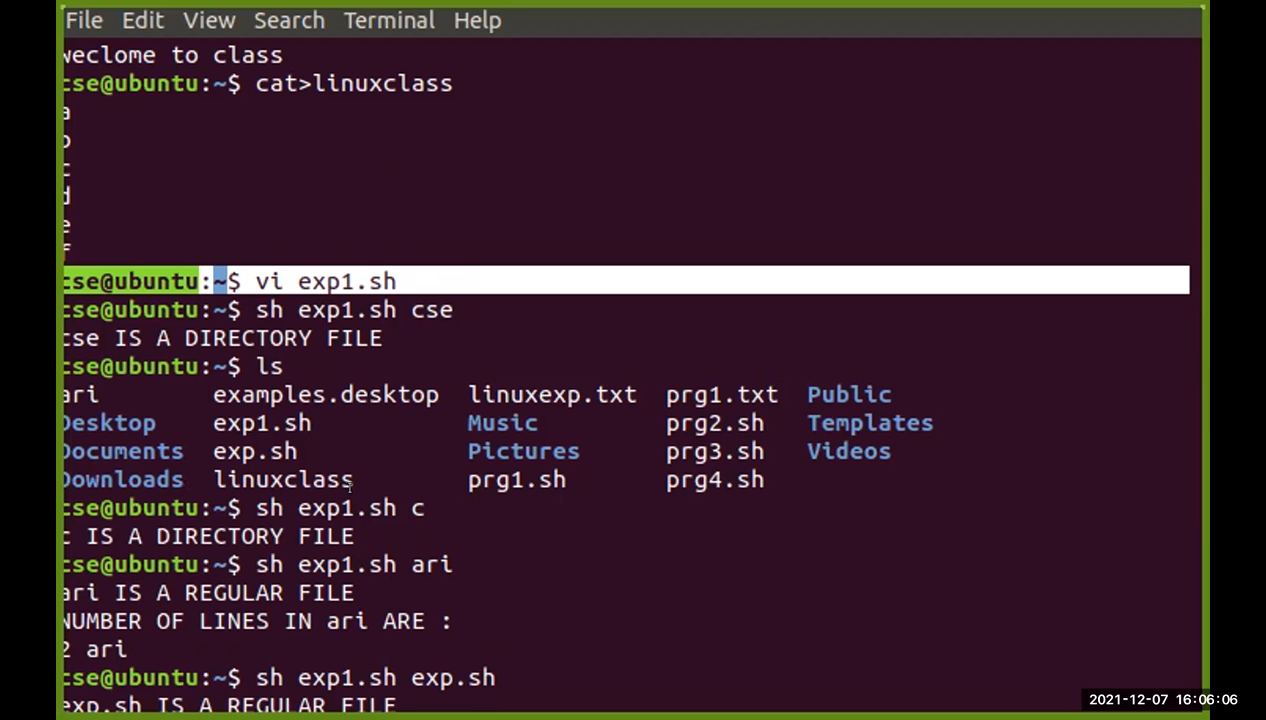 File Edit View Search Terminal Help
weclome to class
cse@ubuntu:~$ cat>linuxclass
a
b
c
d
e
f
cse@ubuntu:~$ vi exp1.sh
cse@ubuntu:~$ sh exp1.sh cse
cse IS A DIRECTORY FILE
cse@ubuntu:~$ ls
ari examples.desktop linuxexp.txt prg1.txt Public
Desktop exp1.sh Music prg2.sh Templates
Documents exp.sh Pictures prg3.sh Videos
Downloads linuxclass prg1.sh prg4.sh
cse@ubuntu:~$ sh exp1.sh c
c IS A DIRECTORY FILE
cse@ubuntu:~$ sh exp1.sh ari
ari IS A REGULAR FILE
NUMBER OF LINES IN ari ARE :
2 ari
cse@ubuntu:~$ sh exp1.sh exp.sh
exp.sh IS A REGULAR FILE
2021-12-07 16:06:06